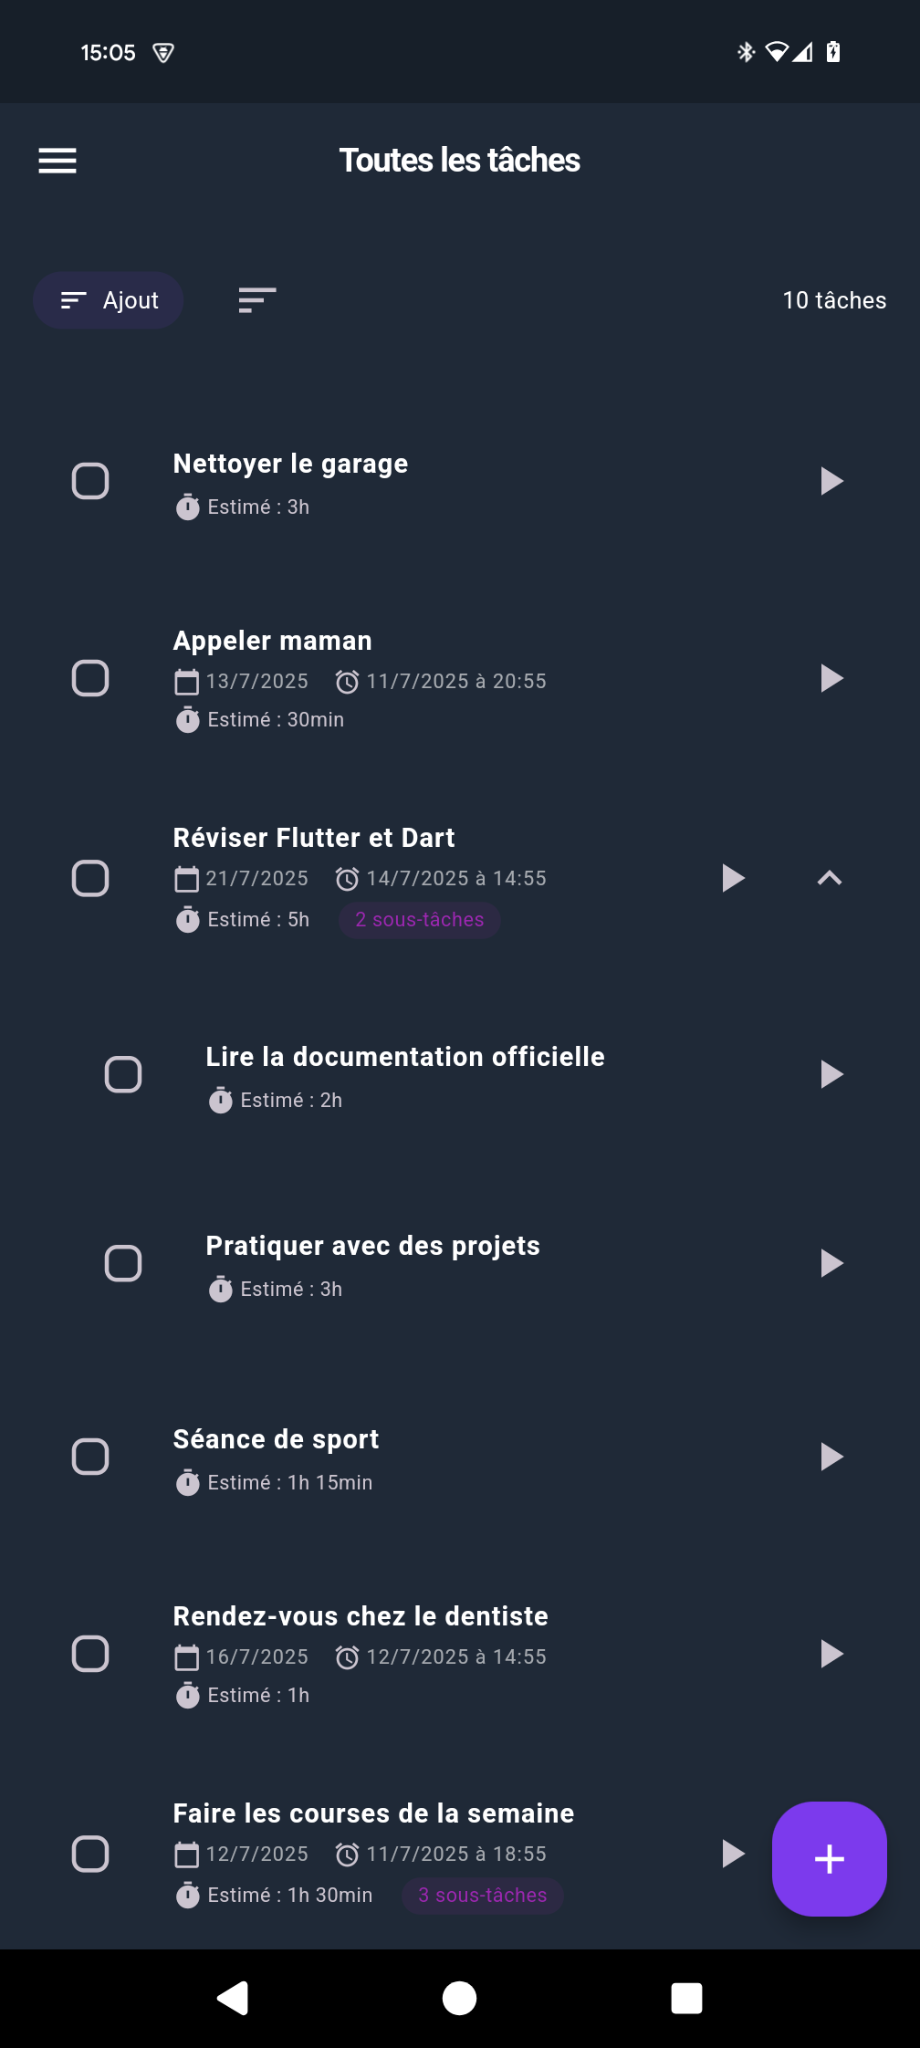 15:05
Toutes les tâches
Ajout
10 tâches
Nettoyer le garage
Estimé : 3h
Appeler maman
13/7/2025 11/7/2025 à 20:55
Estimé : 30min
Réviser Flutter et Dart
21/7/2025 14/7/2025 à 14:55
Estimé : 5h 2 sous-tâches
Lire la documentation officielle
Estimé : 2h
Pratiquer avec des projets
Estimé : 3h
Séance de sport
Estimé : 1h 15min
Rendez-vous chez le dentiste
16/7/2025 12/7/2025 à 14:55
Estimé : 1h
Faire les courses de la semaine
12/7/2025 11/7/2025 à 18:55
Estimé : 1h 30min 3 sous-tâches